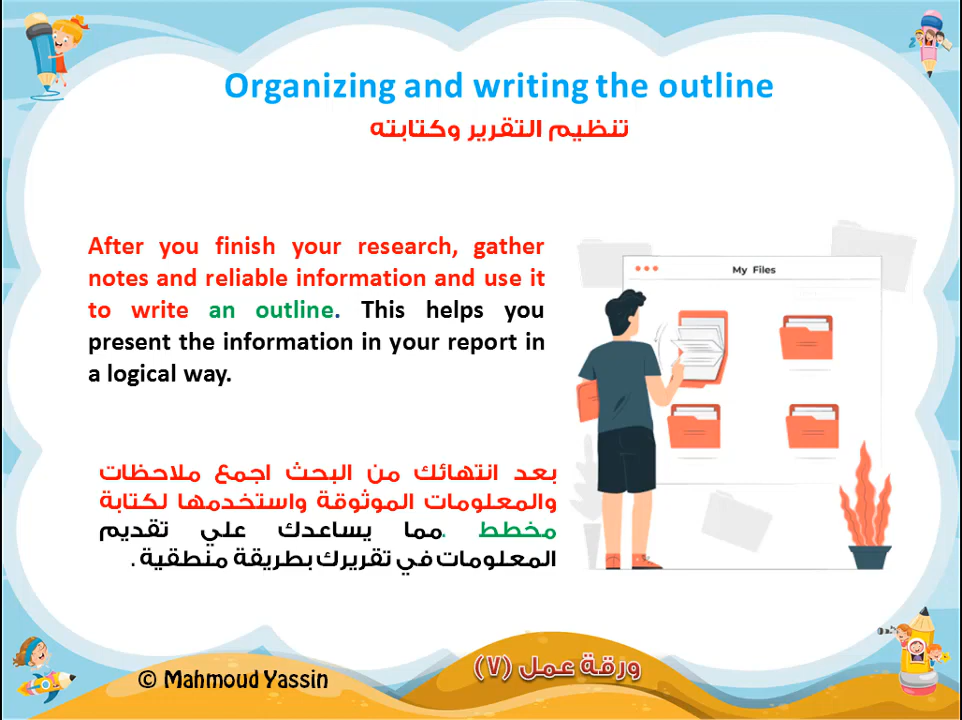 Organizing and writing the outline
تنظيم التقرير وكتابته
After you finish your research, gather
notes and reliable information and use it
to write an outline. This helps you
present the information in your report in
a logical way.
My Files
بعد انتهائك من البحث اجمع ملاحظات
والمعلومات الموثوقة واستخدمها لكتابة
مخطط .مما يساعدك علي تقديم
المعلومات في تقريرك بطريقة منطقية .
ورقة عمل (٧)
© Mahmoud Yassin